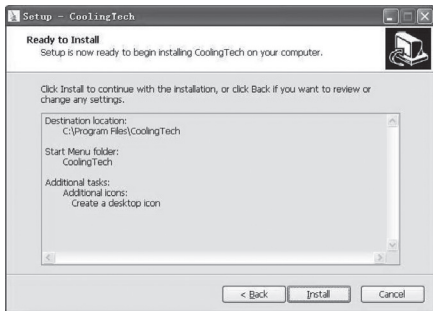 Setup - CoolingTech
Ready to Install
Setup is now ready to begin installing CoolingTech on your computer.
Click Install to continue with the installation, or click Back if you want to review or
change any settings.
Destination location:
C:\Program Files\CoolingTech
Start Menu folder:
CoolingTech
Additional tasks:
Additional icons:
Create a desktop icon
< Back
Install
Cancel